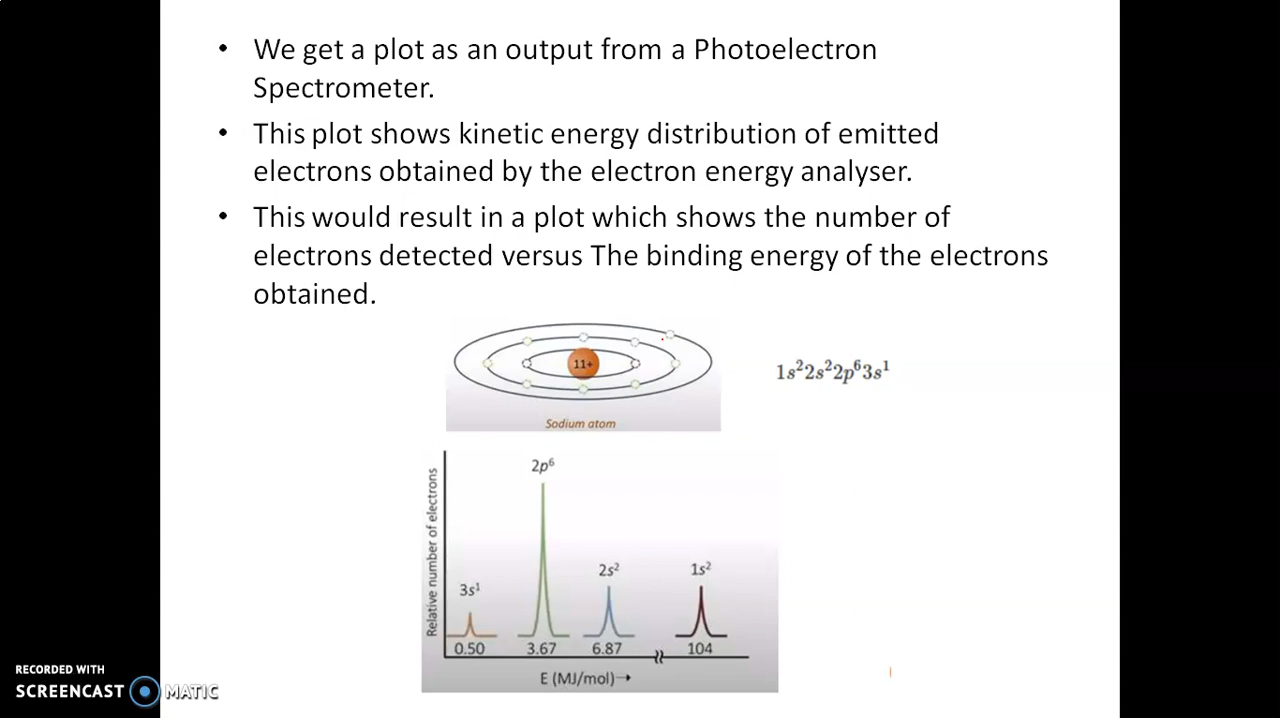 • We get a plot as an output from a Photoelectron
Spectrometer.
• This plot shows kinetic energy distribution of emitted
electrons obtained by the electron energy analyser.
• This would result in a plot which shows the number of
electrons detected versus The binding energy of the electrons
obtained.
11+
1s²2s²2p⁶3s¹
Sodium atom
Relative number of electrons
2p⁶
3s¹
2s²
1s²
0.50 3.67 6.87 104
E (MJ/mol)→
RECORDED WITH
SCREENCAST MATIC